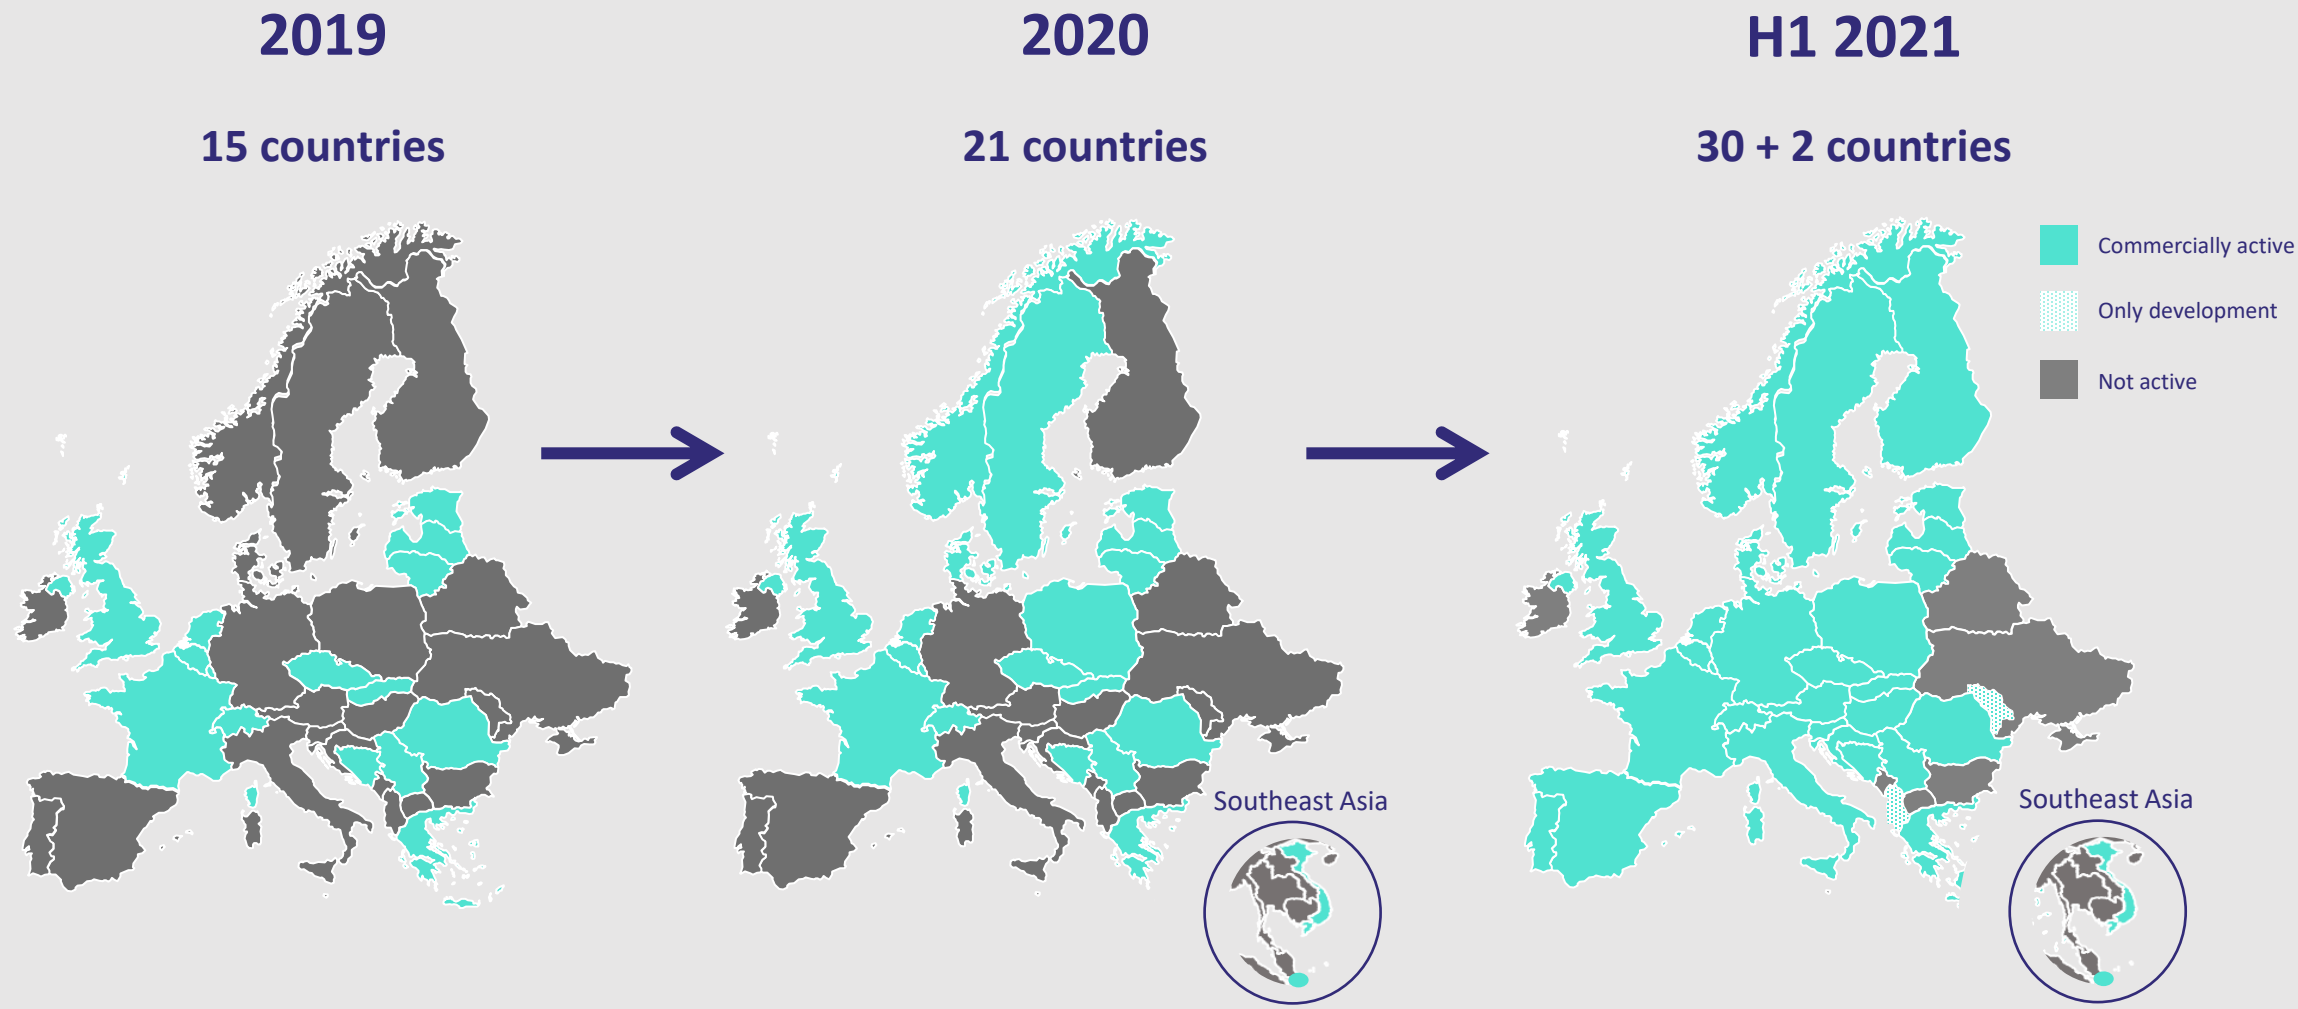 2019
2020
H1 2021
15 countries
21 countries
30 + 2 countries
Commercially active
Only development
Not active
Southeast Asia
Southeast Asia